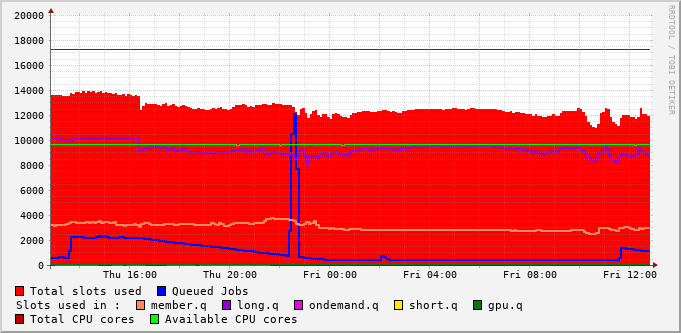 20000
18000
16000
14000
12000
10000
8000
6000
4000
2000
0
Thu 16:00 Thu 20:00 Fri 00:00 Fri 04:00 Fri 08:00 Fri 12:00
RRDTOOL / TOBI OETIKER
Total slots used Queued Jobs
Slots used in : member.q long.q ondemand.q short.q gpu.q
Total CPU cores Available CPU cores